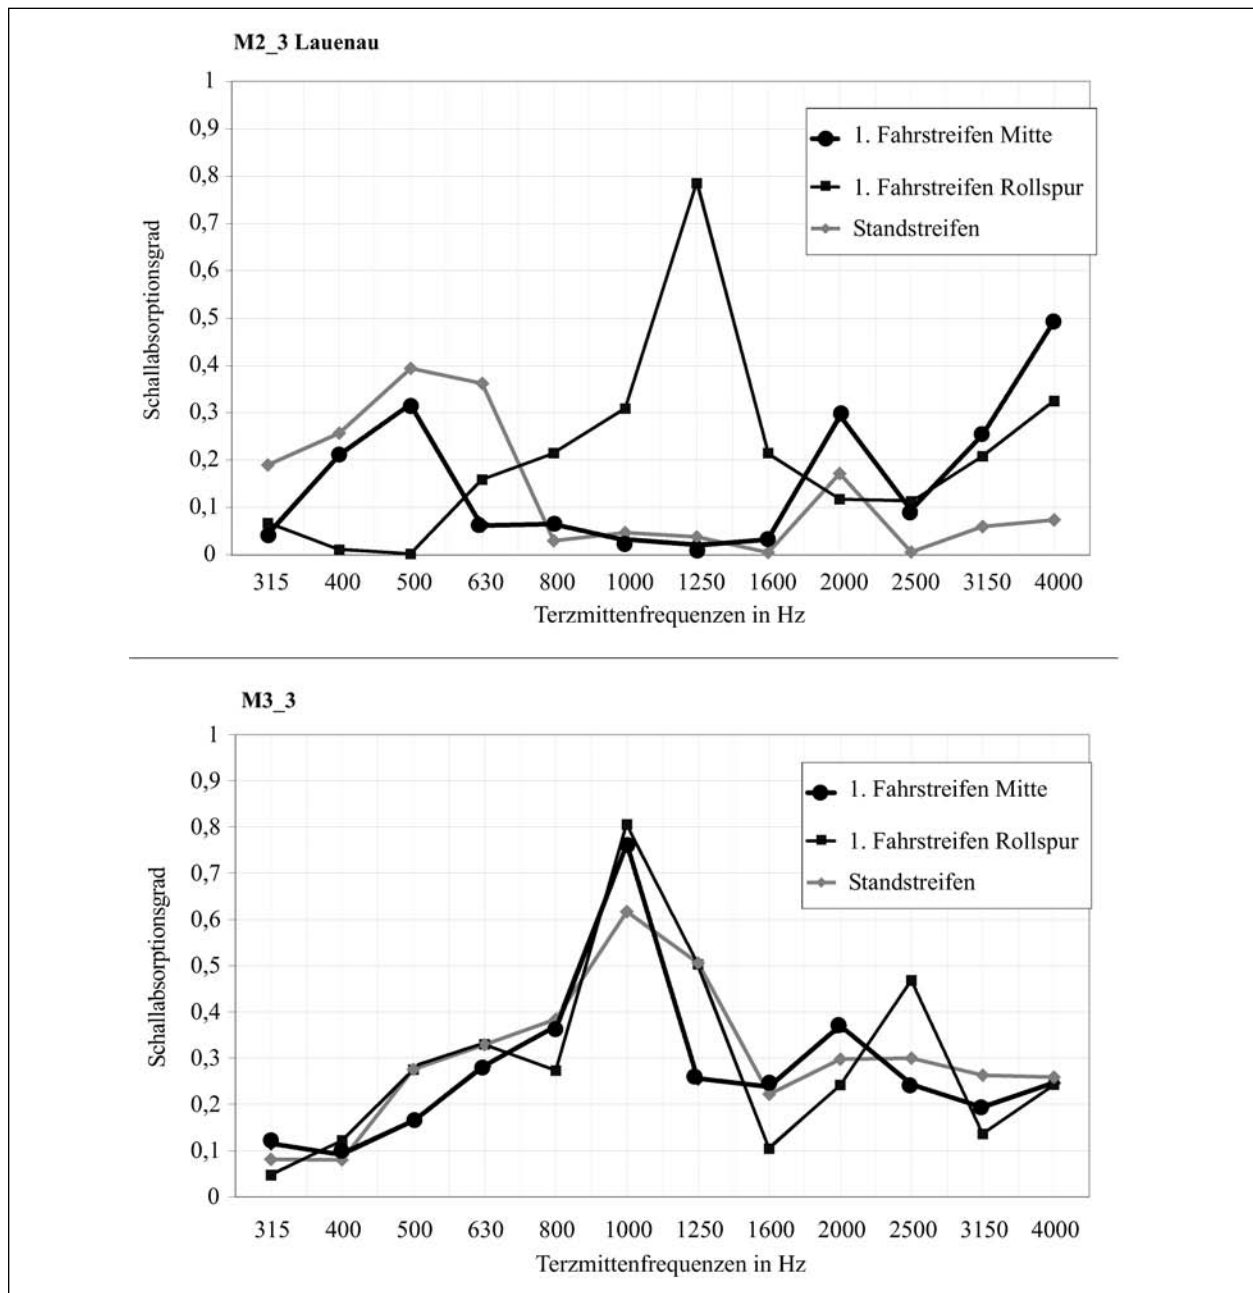 M2_3 Lauenau
1
0,9
0,8
0,7
0,6
0,5
0,4
0,3
0,2
0,1
0
Schallabsorptionsgrad
1. Fahrstreifen Mitte
1. Fahrstreifen Rollspur
Standstreifen
315 400 500 630 800 1000 1250 1600 2000 2500 3150 4000
Terzmittenfrequenzen in Hz
M3_3
1
0,9
0,8
0,7
0,6
0,5
0,4
0,3
0,2
0,1
0
Schallabsorptionsgrad
1. Fahrstreifen Mitte
1. Fahrstreifen Rollspur
Standstreifen
315 400 500 630 800 1000 1250 1600 2000 2500 3150 4000
Terzmittenfrequenzen in Hz